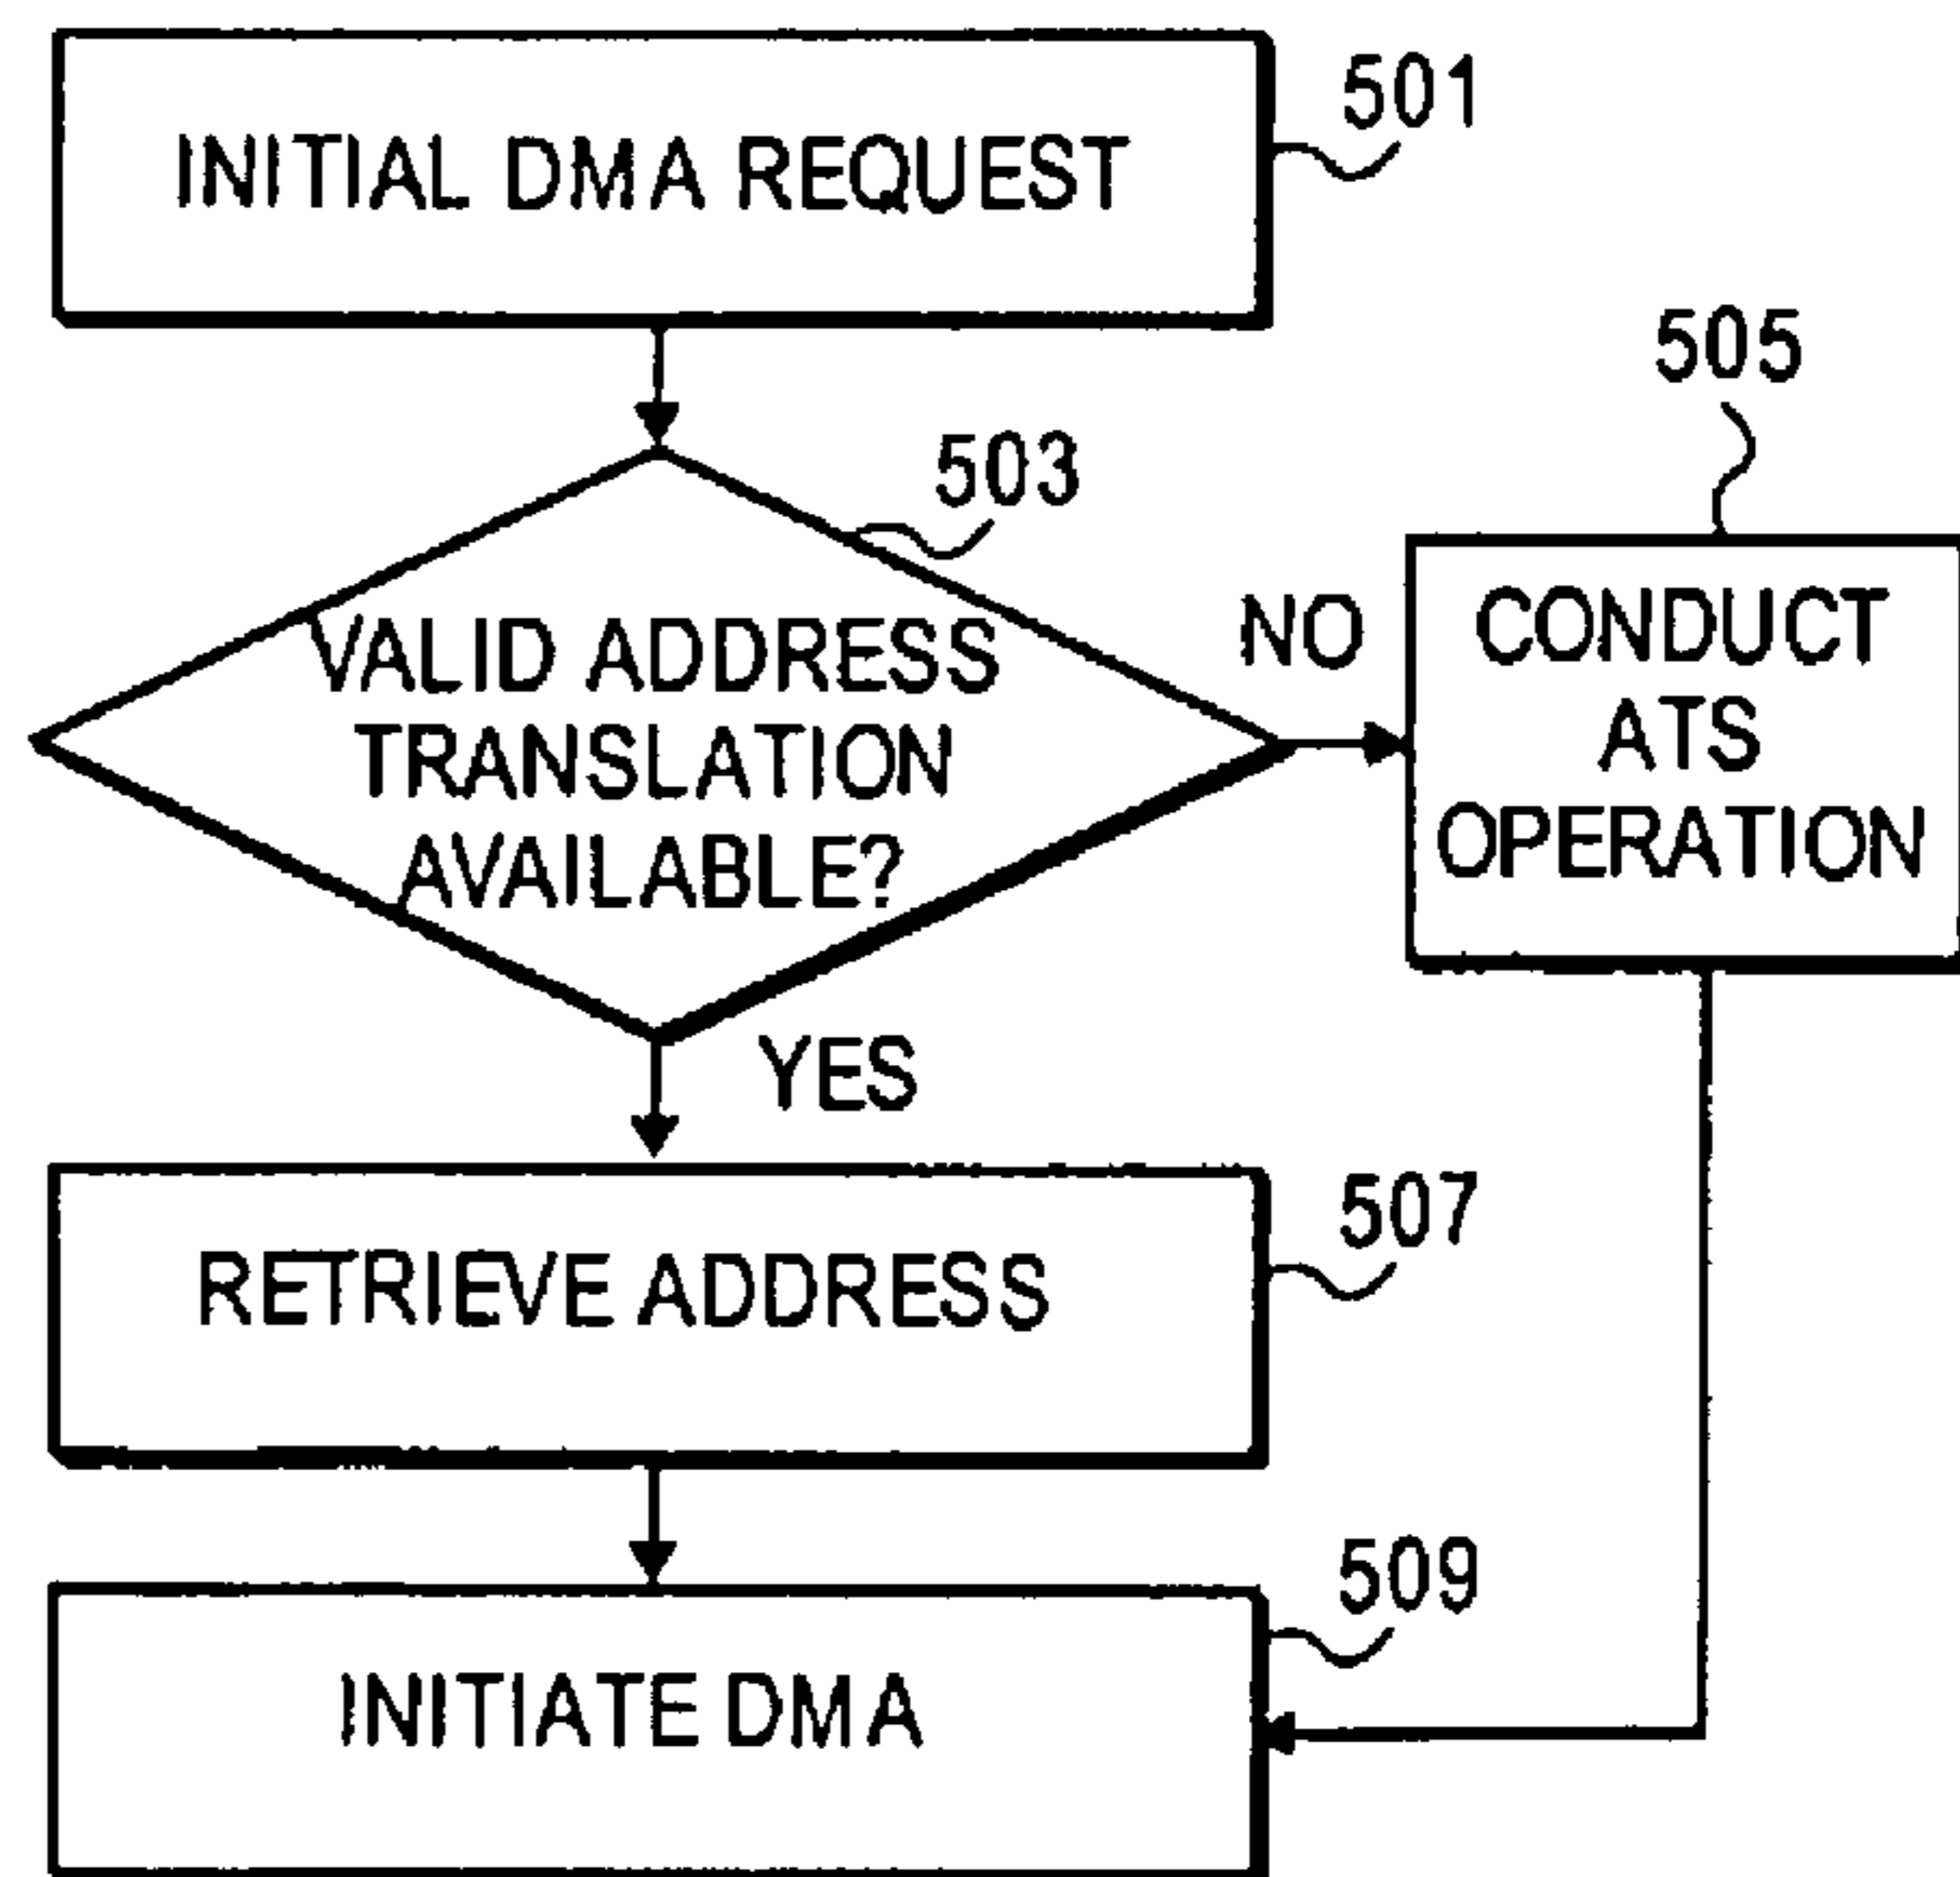 INITIAL DMA REQUEST
501
503
VALID ADDRESS
TRANSLATION
AVAILABLE?
NO
505
CONDUCT
ATS
OPERATION
YES
RETRIEVE ADDRESS
507
INITIATE DMA
509